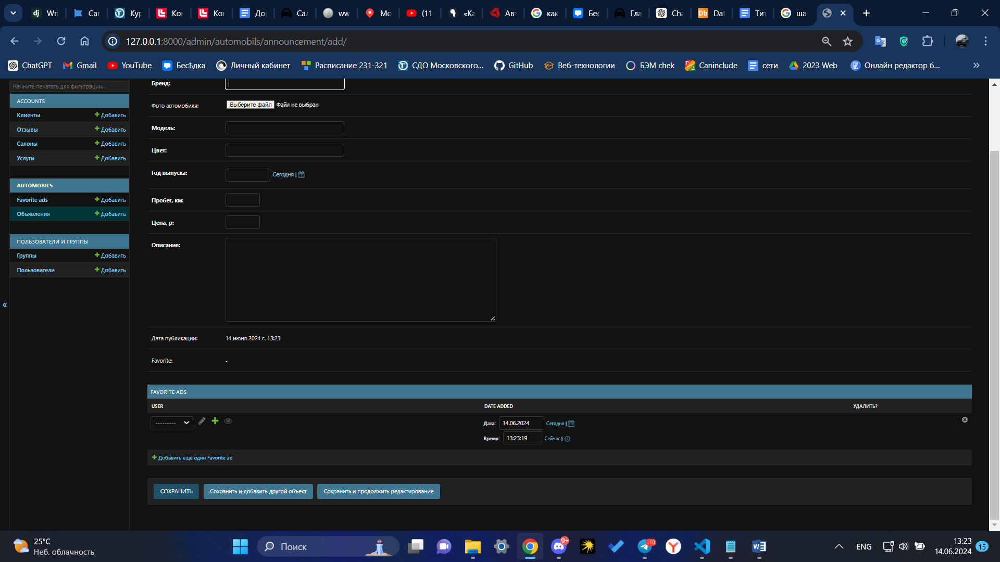 Wri
Car
Кур
Кон
Кон
Дог
Сал
ww
Мо
(11
«Ка
Авт
как
Бес
Гла
Cha
Dat
Тит
ша
127.0.0.1:8000/admin/automobils/announcement/add/
ChatGPT
Gmail
YouTube
БесѢдка
Личный кабинет
Расписание 231-321
СДО Московского...
GitHub
Веб-технологии
БЭМ chek
Caninclude
сети
2023 Web
Онлайн редактор б...
Начните печатать для фильтрации...
ACCOUNTS
Клиенты Добавить
Отзывы Добавить
Салоны Добавить
Услуги Добавить
AUTOMOBILS
Favorite ads Добавить
Объявления Добавить
ПОЛЬЗОВАТЕЛИ И ГРУППЫ
Группы Добавить
Пользователи Добавить
«
Бренд:
Фото автомобиля: Выберите файл Файл не выбран
Модель:
Цвет:
Год выпуска: Сегодня |
Пробег, км:
Цена, р:
Описание:
Дата публикации: 14 июня 2024 г. 13:23
Favorite: -
FAVORITE ADS
USER DATE ADDED УДАЛИТЬ?
---------
Дата: 14.06.2024 Сегодня |
Время: 13:23:19 Сейчас |
Добавить еще один Favorite ad
СОХРАНИТЬ
Сохранить и добавить другой объект
Сохранить и продолжить редактирование
25°C
Неб. облачность
Поиск
9+
..10
ENG
13:23
14.06.2024
15